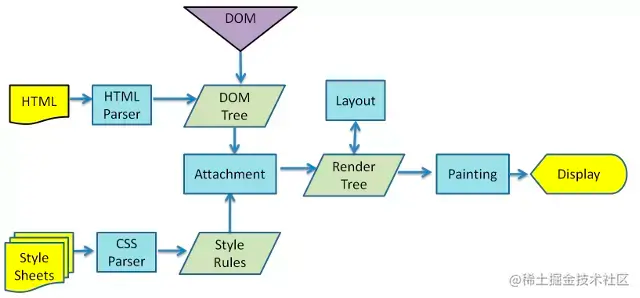 DOM
HTML
HTML
Parser
DOM
Tree
Layout
Attachment
Render
Tree
Painting
Display
Style
Sheets
CSS
Parser
Style
Rules
@稀土掘金技术社区